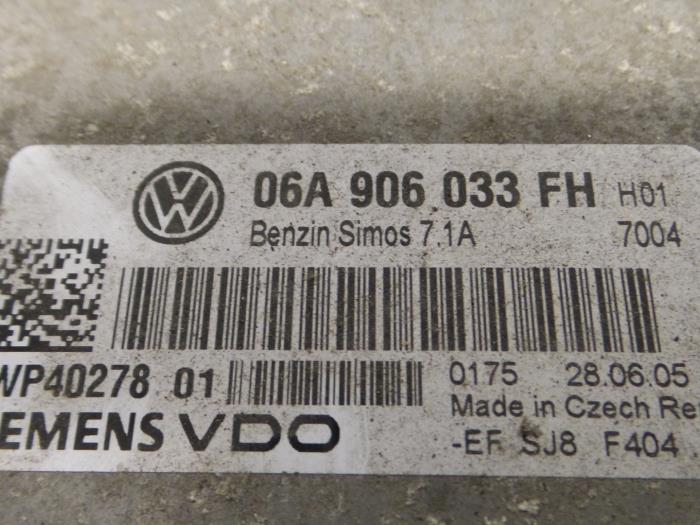 06A 906 033 FH H01
Benzin Simos 7.1A 7004
WP40278 01 0175 28.06.05
Made in Czech Re
EMENS VDO -EF SJ8 F404